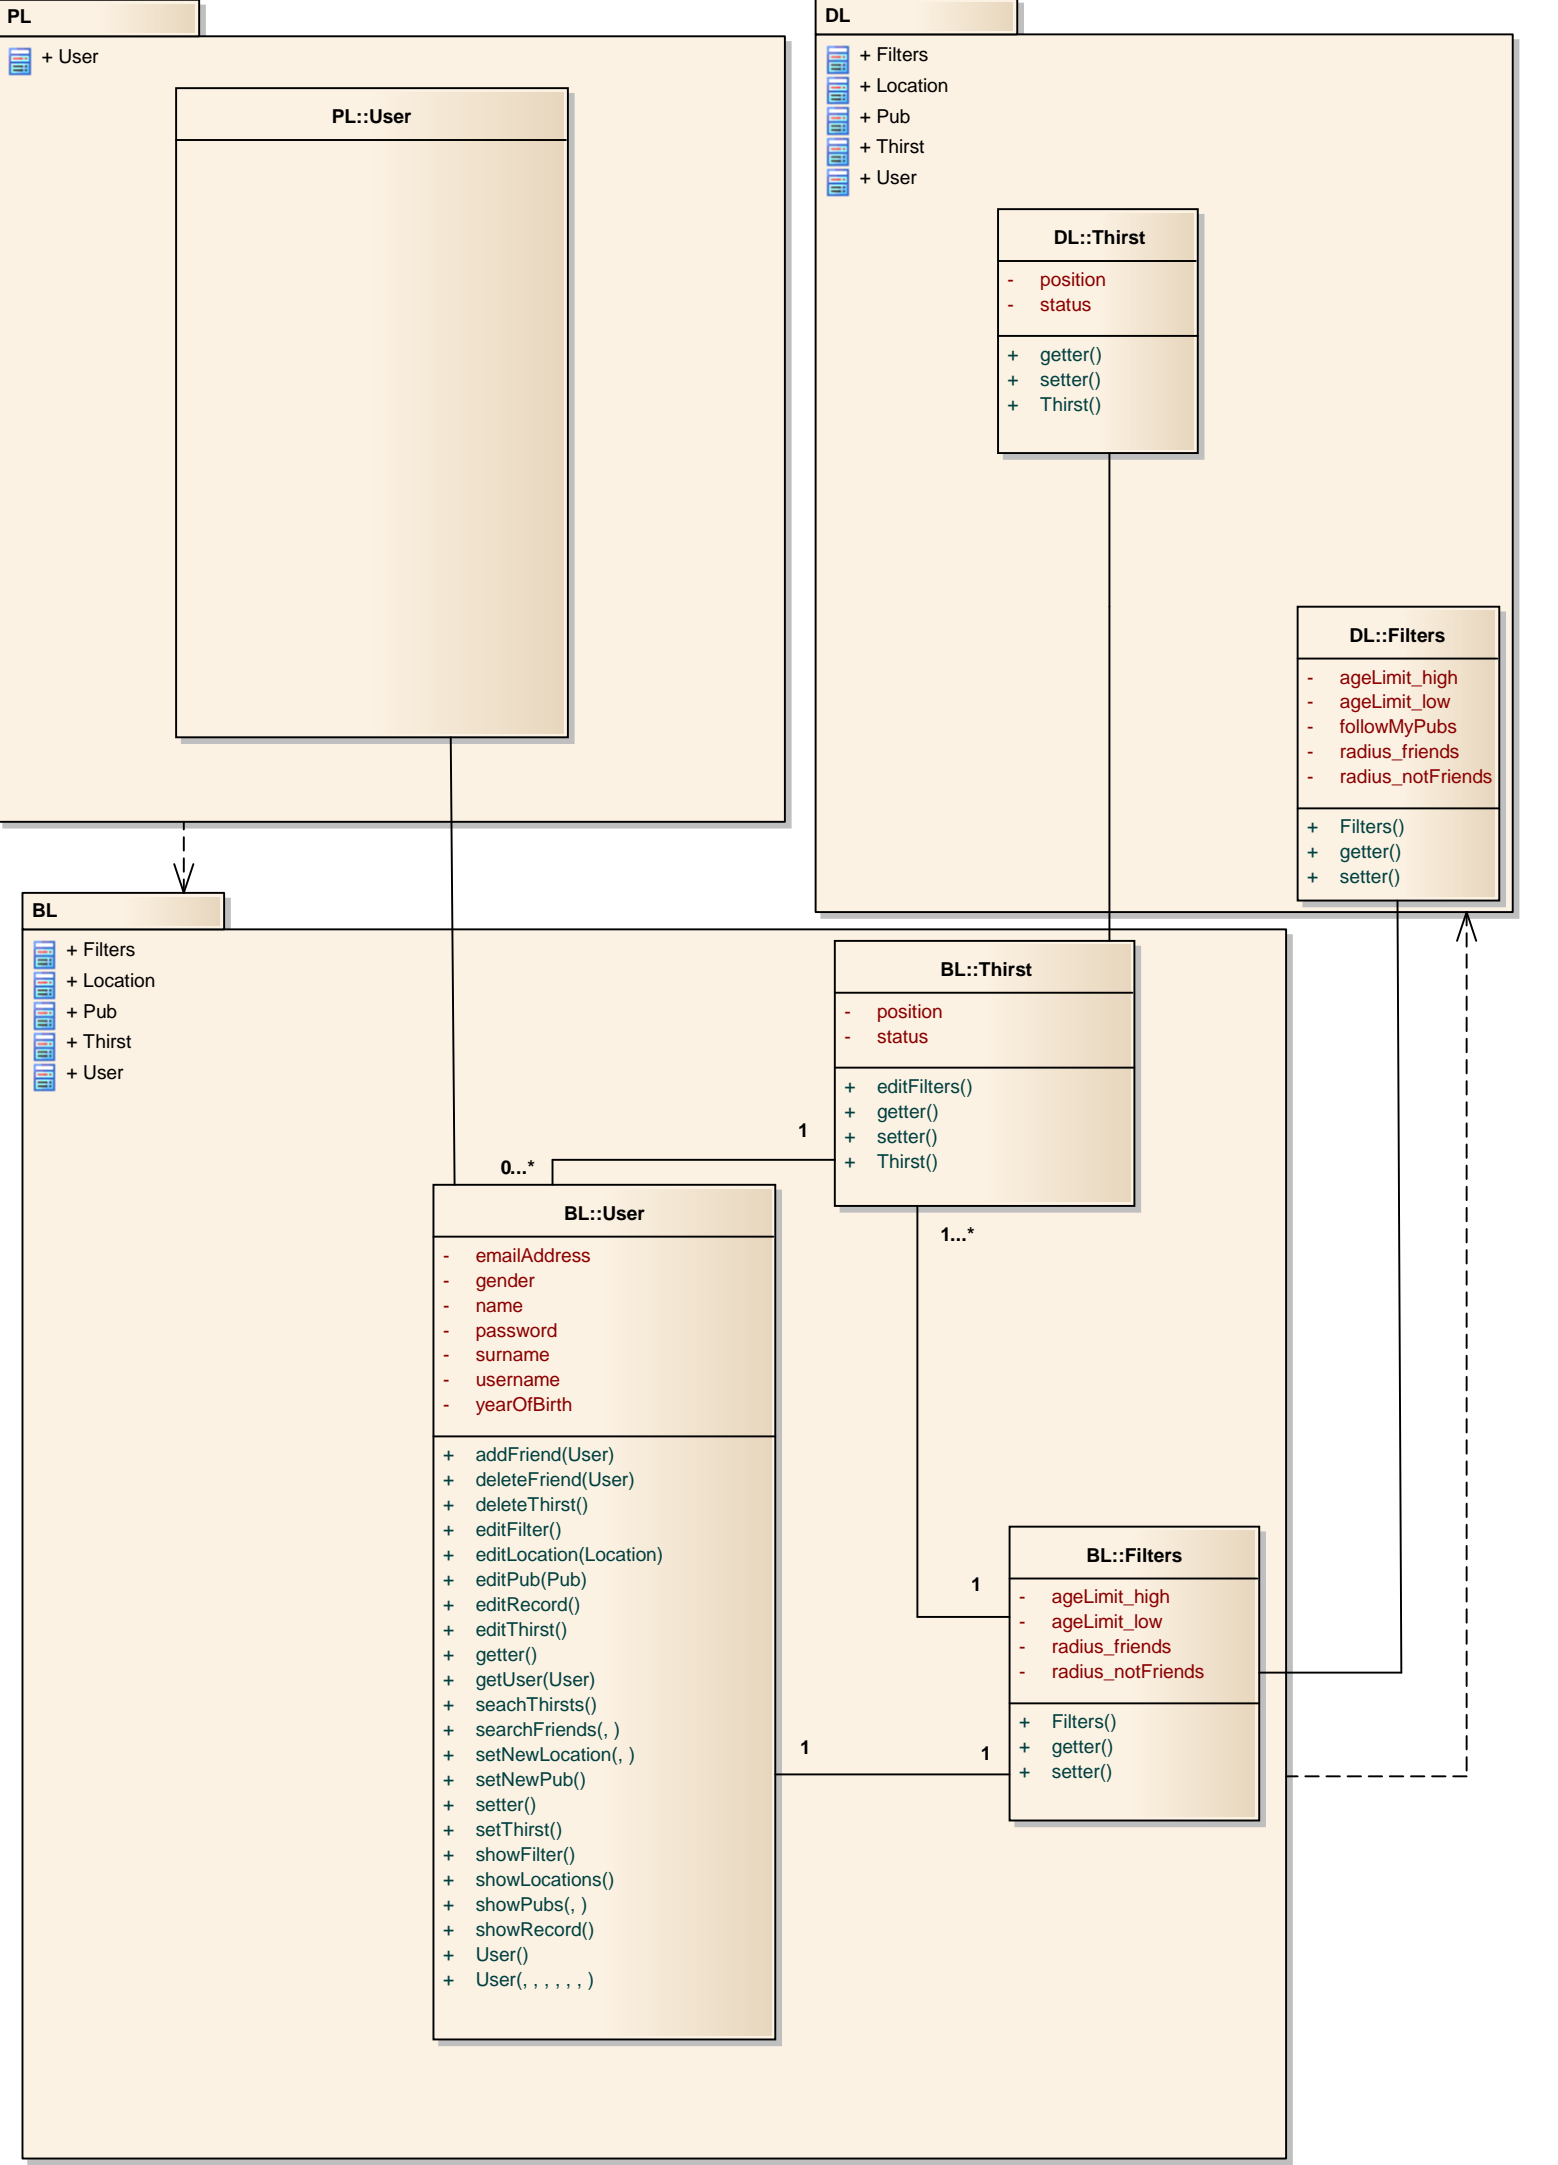 PL
+ User
PL::User
DL
+ Filters
+ Location
+ Pub
+ Thirst
+ User
DL::Thirst
- position
- status
+ getter()
+ setter()
+ Thirst()
DL::Filters
- ageLimit_high
- ageLimit_low
- followMyPubs
- radius_friends
- radius_notFriends
+ Filters()
+ getter()
+ setter()
BL
+ Filters
+ Location
+ Pub
+ Thirst
+ User
BL::Thirst
- position
- status
+ editFilters()
+ getter()
+ setter()
+ Thirst()
1
0...*
1...*
BL::User
- emailAddress
- gender
- name
- password
- surname
- username
- yearOfBirth
+ addFriend(User)
+ deleteFriend(User)
+ deleteThirst()
+ editFilter()
+ editLocation(Location)
+ editPub(Pub)
+ editRecord()
+ editThirst()
+ getter()
+ getUser(User)
+ seachThirsts()
+ searchFriends(, )
+ setNewLocation(, )
+ setNewPub()
+ setter()
+ setThirst()
+ showFilter()
+ showLocations()
+ showPubs(, )
+ showRecord()
+ User()
+ User(, , , , , , )
1
1
1
BL::Filters
- ageLimit_high
- ageLimit_low
- radius_friends
- radius_notFriends
+ Filters()
+ getter()
+ setter()